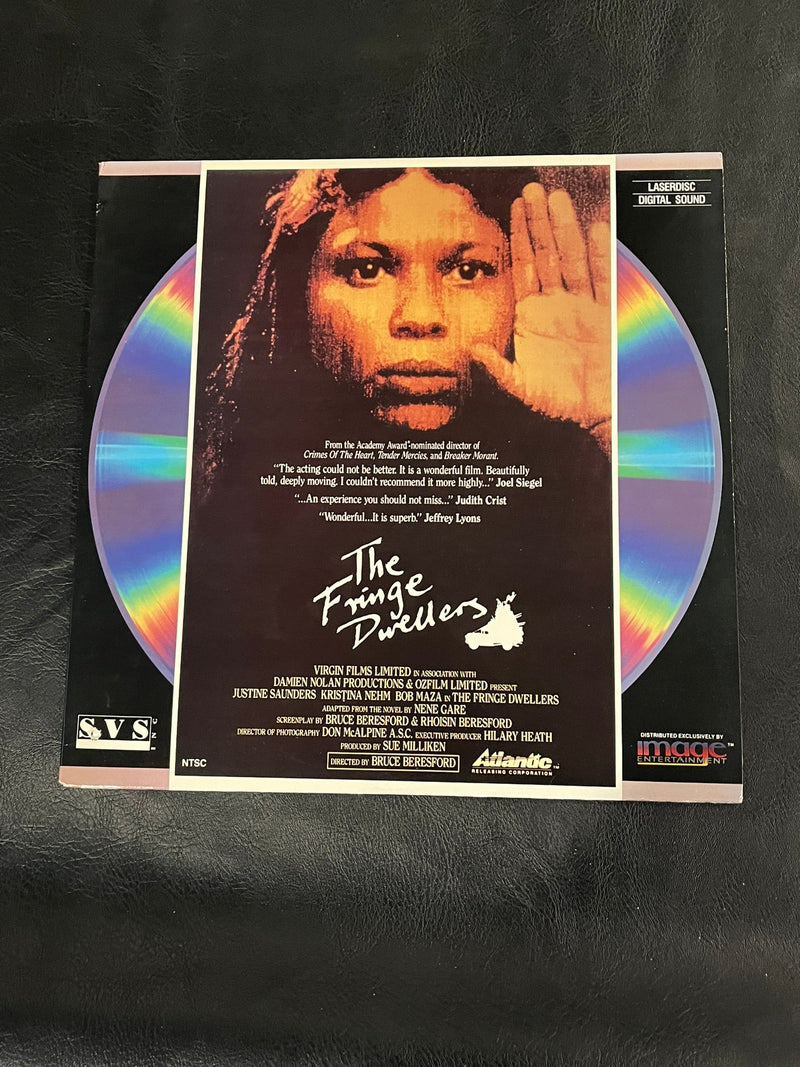 LASERDISC
DIGITAL SOUND
From the Academy Award-nominated director of
Crimes Of The Heart, Tender Mercies, and Breaker Morant.
“The acting could not be better. It is a wonderful film. Beautifully
told, deeply moving. I couldn't recommend it more highly...” Joel Siegel
“...An experience you should not miss...” Judith Crist
“Wonderful...It is superb.” Jeffrey Lyons
The
Fringe
Dwellers
VIRGIN FILMS LIMITED IN ASSOCIATION WITH
DAMIEN NOLAN PRODUCTIONS & OZFILM LIMITED PRESENT
JUSTINE SAUNDERS KRISTINA NEHM BOB MAZA IN THE FRINGE DWELLERS
ADAPTED FROM THE NOVEL BY NENE GARE
SCREENPLAY BY BRUCE BERESFORD & RHOISIN BERESFORD
DIRECTOR OF PHOTOGRAPHY DON McALPINE A.S.C. EXECUTIVE PRODUCER HILARY HEATH
PRODUCED BY SUE MILLIKEN
DIRECTED BY BRUCE BERESFORD
Atlantic™
RELEASING CORPORATION
NTSC
SVS INC
DISTRIBUTED EXCLUSIVELY BY
image™
ENTERTAINMENT